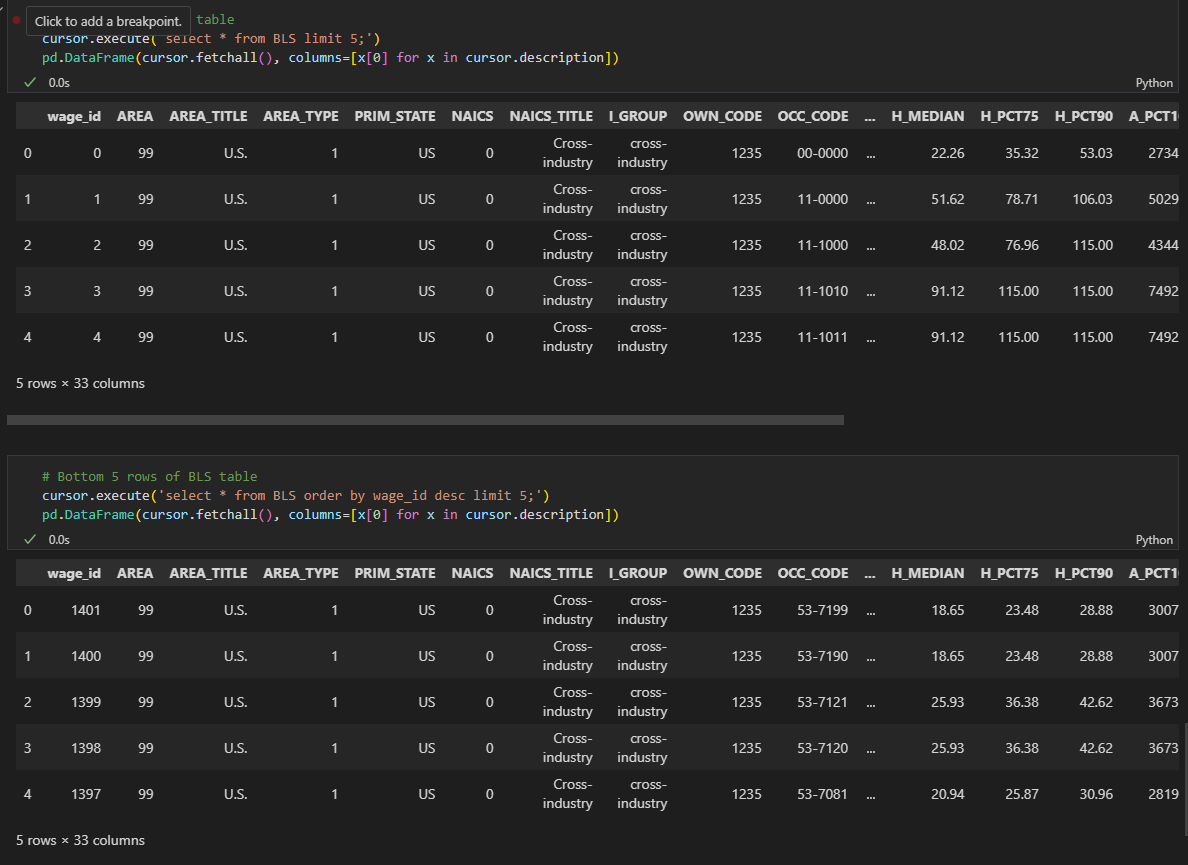 Click to add a breakpoint. table
cursor.execute('select * from BLS limit 5;')
pd.DataFrame(cursor.fetchall(), columns=[x[0] for x in cursor.description])
0.0s
Python
wage_id AREA AREA_TITLE AREA_TYPE PRIM_STATE NAICS NAICS_TITLE I_GROUP OWN_CODE OCC_CODE ... H_MEDIAN H_PCT75 H_PCT90 A_PCT10
0 0 99 U.S. 1 US 0 Cross-industry cross-industry 1235 00-0000 ... 22.26 35.32 53.03 2734
1 1 99 U.S. 1 US 0 Cross-industry cross-industry 1235 11-0000 ... 51.62 78.71 106.03 5029
2 2 99 U.S. 1 US 0 Cross-industry cross-industry 1235 11-1000 ... 48.02 76.96 115.00 4344
3 3 99 U.S. 1 US 0 Cross-industry cross-industry 1235 11-1010 ... 91.12 115.00 115.00 7492
4 4 99 U.S. 1 US 0 Cross-industry cross-industry 1235 11-1011 ... 91.12 115.00 115.00 7492
5 rows × 33 columns
# Bottom 5 rows of BLS table
cursor.execute('select * from BLS order by wage_id desc limit 5;')
pd.DataFrame(cursor.fetchall(), columns=[x[0] for x in cursor.description])
0.0s
Python
wage_id AREA AREA_TITLE AREA_TYPE PRIM_STATE NAICS NAICS_TITLE I_GROUP OWN_CODE OCC_CODE ... H_MEDIAN H_PCT75 H_PCT90 A_PCT10
0 1401 99 U.S. 1 US 0 Cross-industry cross-industry 1235 53-7199 ... 18.65 23.48 28.88 3007
1 1400 99 U.S. 1 US 0 Cross-industry cross-industry 1235 53-7190 ... 18.65 23.48 28.88 3007
2 1399 99 U.S. 1 US 0 Cross-industry cross-industry 1235 53-7121 ... 25.93 36.38 42.62 3673
3 1398 99 U.S. 1 US 0 Cross-industry cross-industry 1235 53-7120 ... 25.93 36.38 42.62 3673
4 1397 99 U.S. 1 US 0 Cross-industry cross-industry 1235 53-7081 ... 20.94 25.87 30.96 2819
5 rows × 33 columns